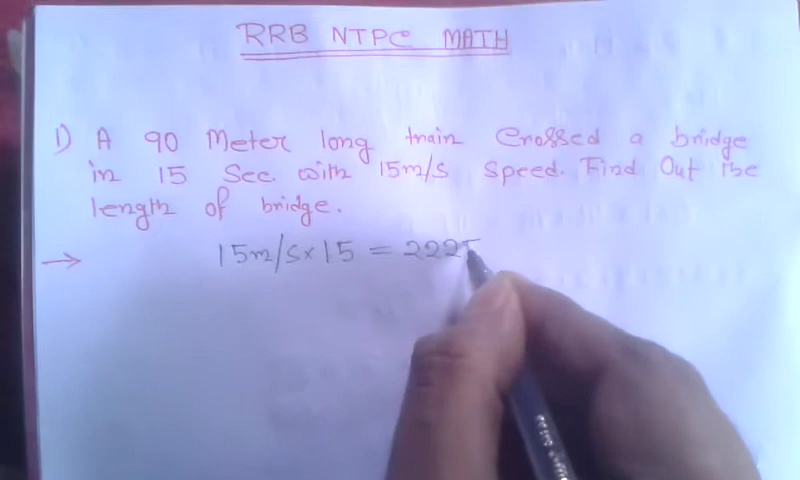 RRB NTPC MATH
1) A 90 Meter long train Crossed a bridge
in 15 Sec with 15m/s Speed. Find Out the
length of bridge.
→ 15m/s×15 = 2225